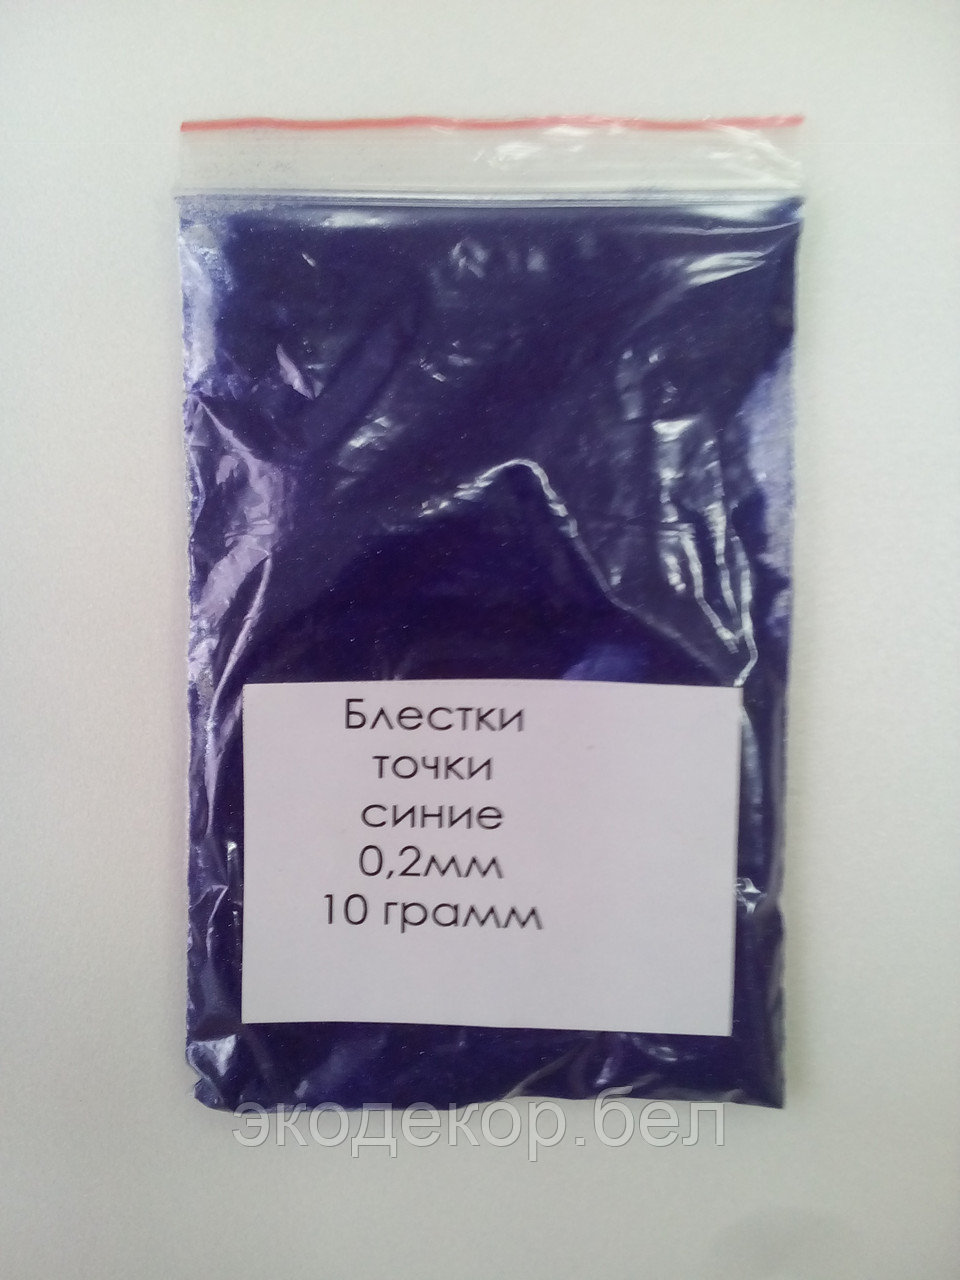 Блестки
точки
синие
0,2мм
10 грамм
экодекор.бел